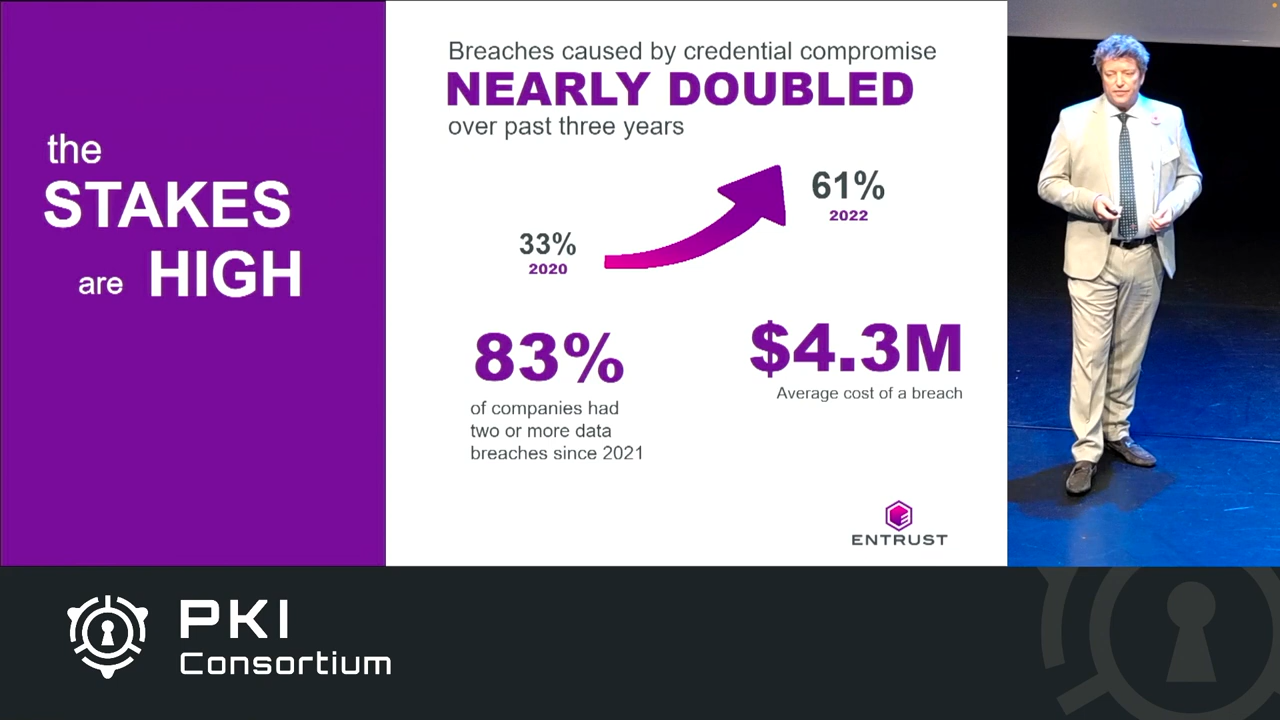 the
STAKES
are HIGH
Breaches caused by credential compromise
NEARLY DOUBLED
over past three years
33%
2020
61%
2022
83%
of companies had
two or more data
breaches since 2021
$4.3M
Average cost of a breach
ENTRUST
PKI
Consortium